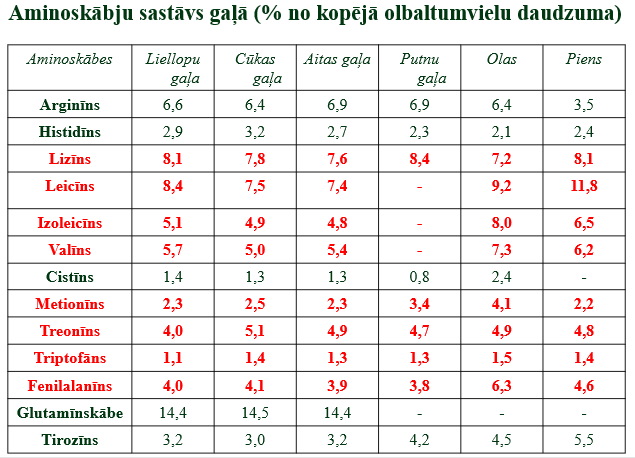 Aminoskābju sastāvs gaļā (% no kopējā olbaltumvielu daudzuma)
Aminoskābes Liellopu gaļa Cūkas gaļa Aitas gaļa Putnu gaļa Olas Piens
Arginīns 6,6 6,4 6,9 6,9 6,4 3,5
Histidīns 2,9 3,2 2,7 2,3 2,1 2,4
Lizīns 8,1 7,8 7,6 8,4 7,2 8,1
Leicīns 8,4 7,5 7,4 - 9,2 11,8
Izoleicīns 5,1 4,9 4,8 - 8,0 6,5
Valīns 5,7 5,0 5,4 - 7,3 6,2
Cistīns 1,4 1,3 1,3 0,8 2,4 -
Metionīns 2,3 2,5 2,3 3,4 4,1 2,2
Treonīns 4,0 5,1 4,9 4,7 4,9 4,8
Triptofāns 1,1 1,4 1,3 1,3 1,5 1,4
Fenilalanīns 4,0 4,1 3,9 3,8 6,3 4,6
Glutamīnskābe 14,4 14,5 14,4 - - -
Tirozīns 3,2 3,0 3,2 4,2 4,5 5,5